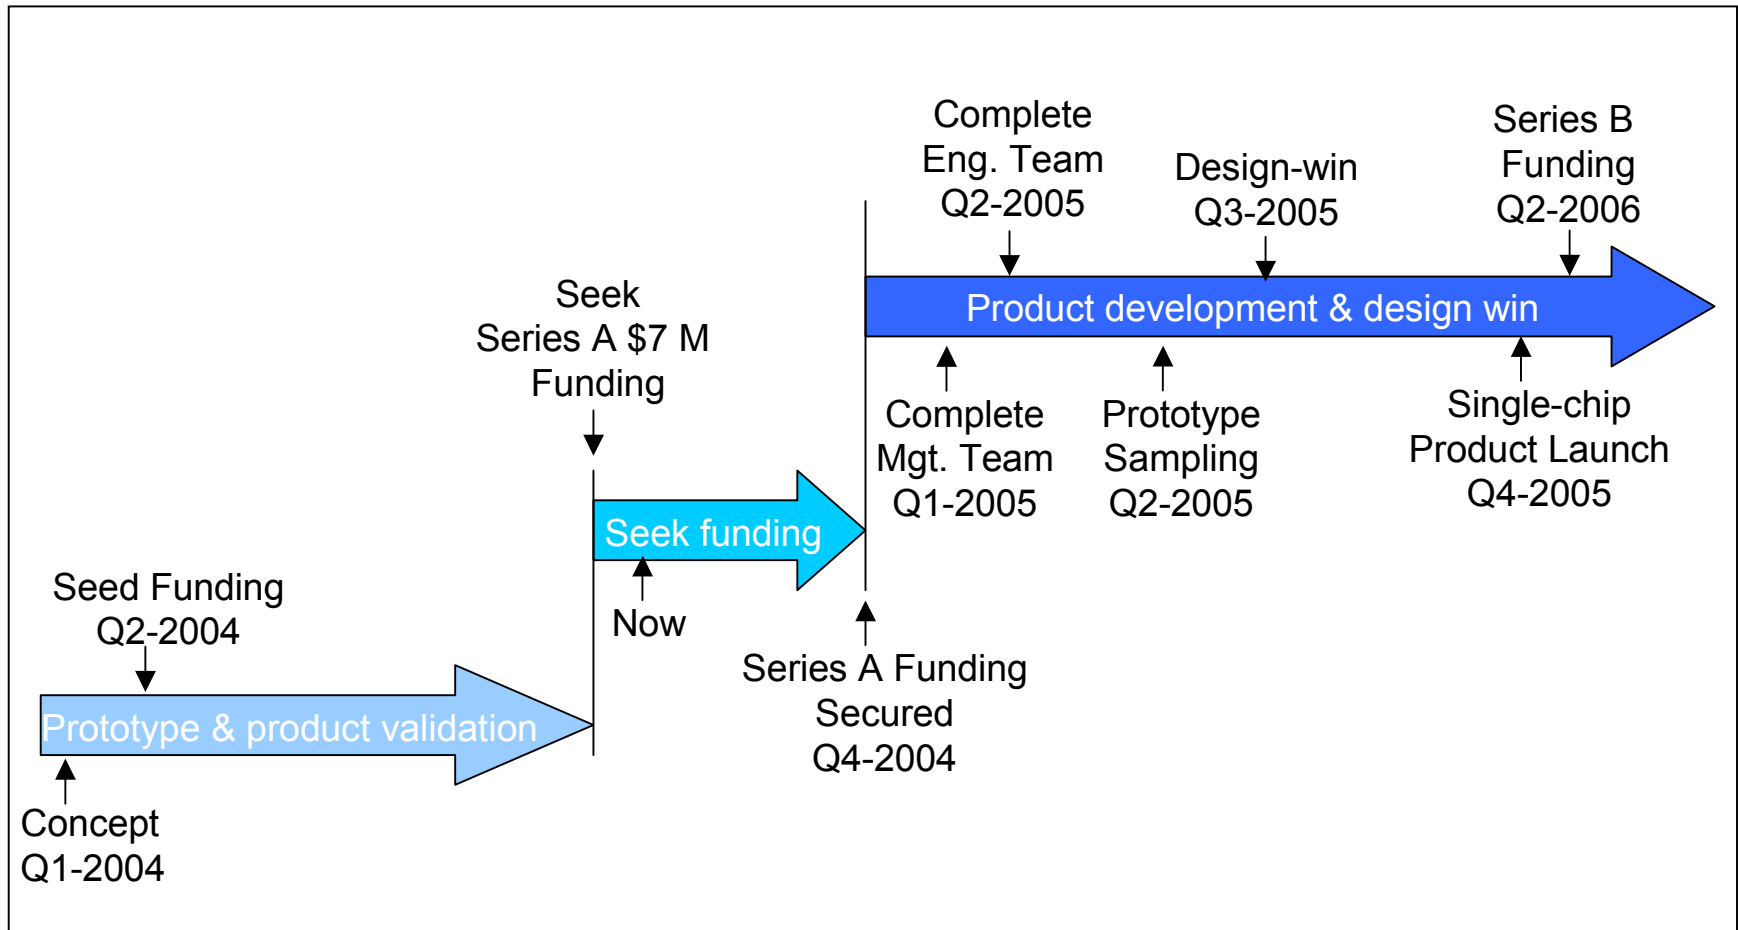 Complete
Eng. Team
Q2-2005
Design-win
Q3-2005
Series B
Funding
Q2-2006
Product development & design win
Seek
Series A $7 M
Funding
Complete
Mgt. Team
Q1-2005
Prototype
Sampling
Q2-2005
Single-chip
Product Launch
Q4-2005
Seek funding
Now
Seed Funding
Q2-2004
Series A Funding
Secured
Q4-2004
Prototype & product validation
Concept
Q1-2004